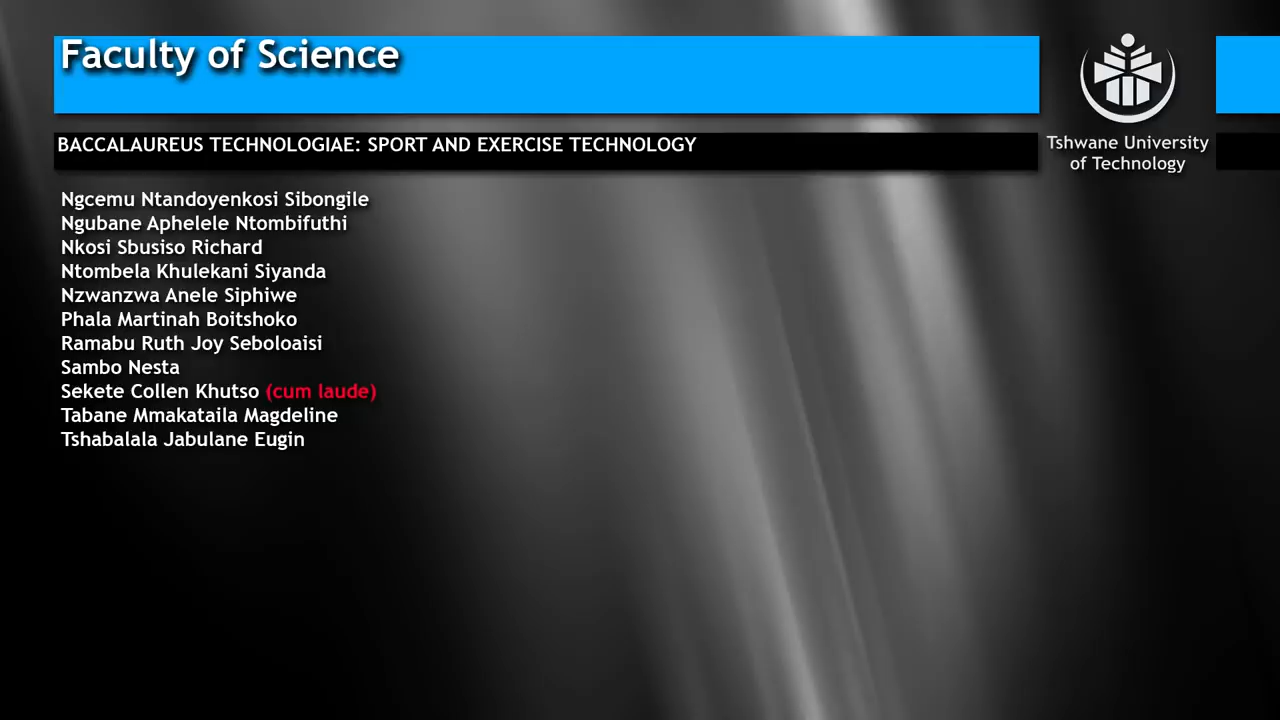 Faculty of Science
Tshwane University
of Technology
BACCALAUREUS TECHNOLOGIAE: SPORT AND EXERCISE TECHNOLOGY
Ngcemu Ntandoyenkosi Sibongile
Ngubane Aphelele Ntombifuthi
Nkosi Sbusiso Richard
Ntombela Khulekani Siyanda
Nzwanzwa Anele Siphiwe
Phala Martinah Boitshoko
Ramabu Ruth Joy Seboloaisi
Sambo Nesta
Sekete Collen Khutso (cum laude)
Tabane Mmakataila Magdeline
Tshabalala Jabulane Eugin